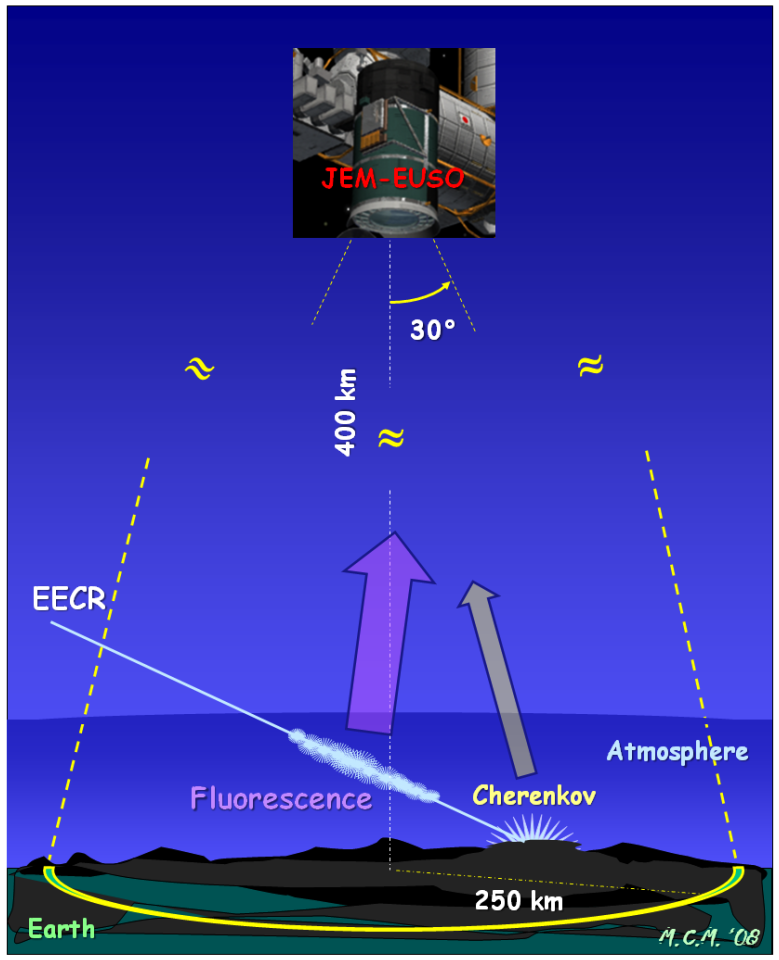 JEM-EUSO
30°
400 km
EECR
Atmosphere
Fluorescence
Cherenkov
250 km
Earth
M.C.M. '08